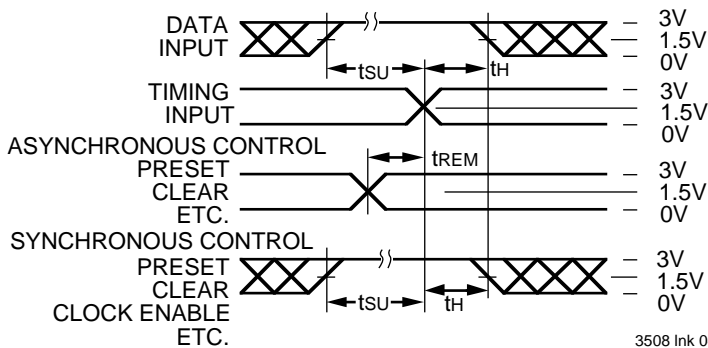 DATA INPUT
3V
1.5V
0V
tSU
tH
TIMING INPUT
3V
1.5V
0V
ASYNCHRONOUS CONTROL
tREM
PRESET
CLEAR
ETC.
3V
1.5V
0V
SYNCHRONOUS CONTROL
PRESET
CLEAR
CLOCK ENABLE
ETC.
3V
1.5V
0V
tSU
tH
3508 lnk 0